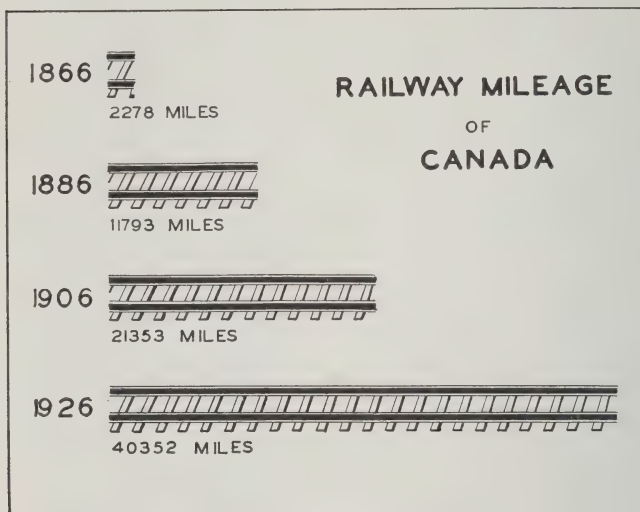 RAILWAY MILEAGE
OF
CANADA
1866
2278 MILES
1886
11793 MILES
1906
21353 MILES
1926
40352 MILES